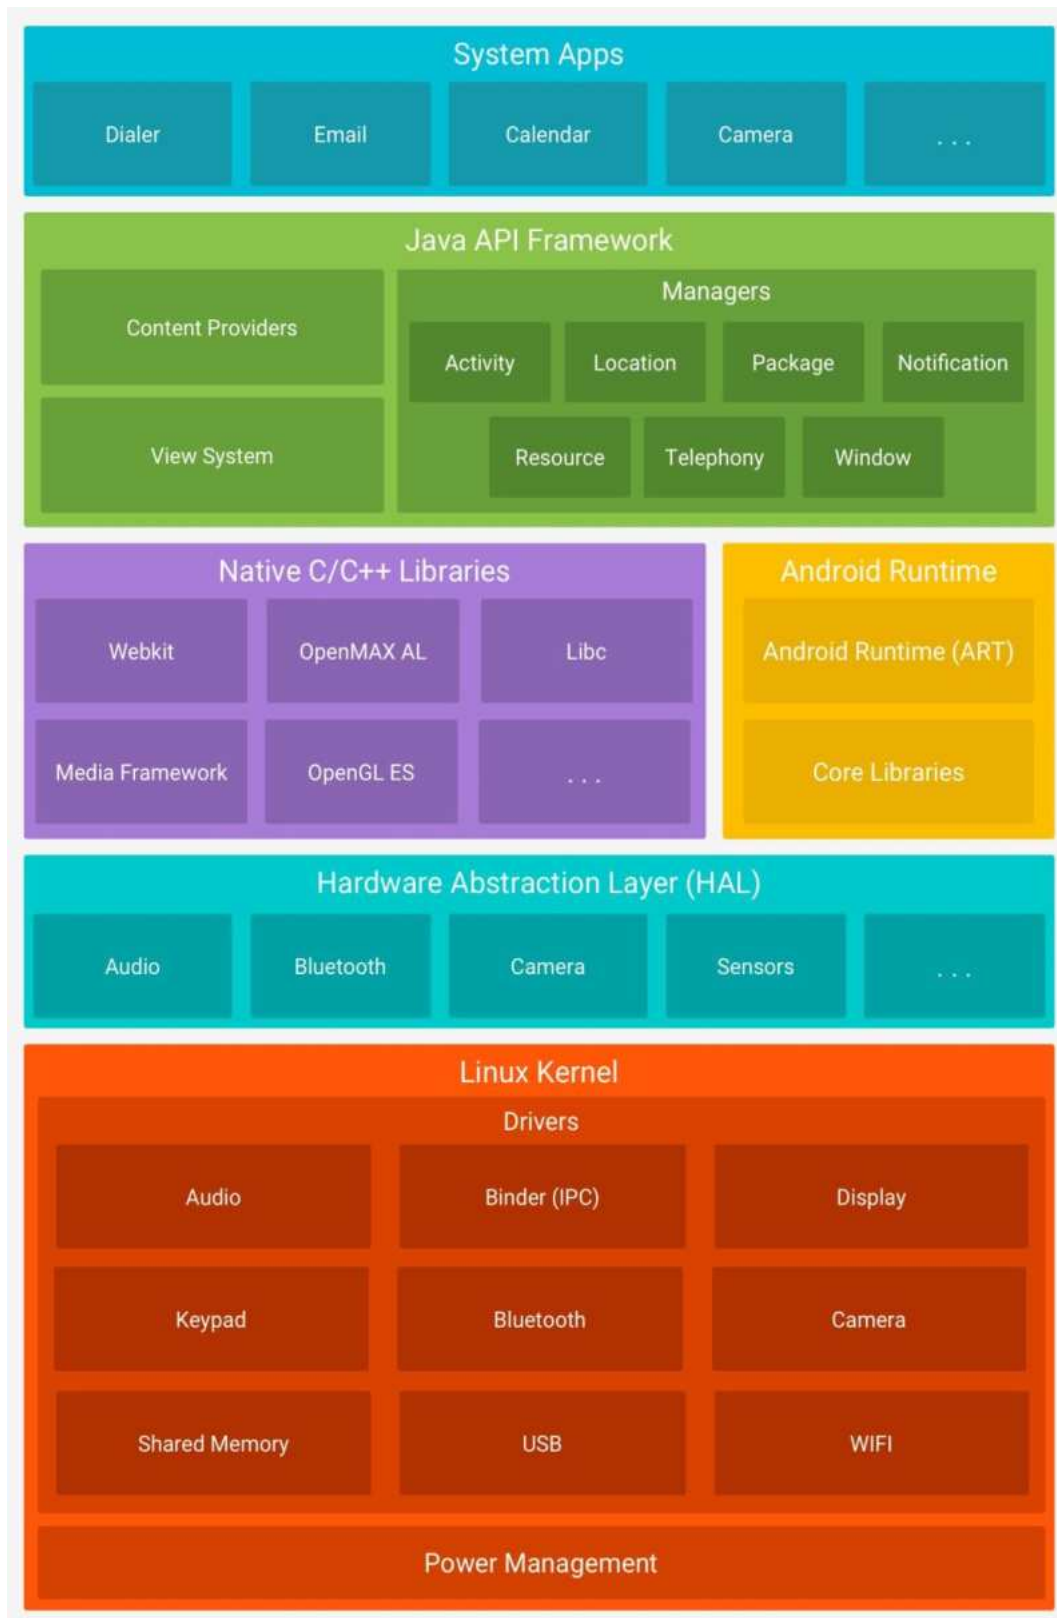 System Apps
Dialer
Email
Calendar
Camera
. . .
Java API Framework
Content Providers
View System
Managers
Activity
Location
Package
Notification
Resource
Telephony
Window
Native C/C++ Libraries
Webkit
OpenMAX AL
Libc
Media Framework
OpenGL ES
. . .
Android Runtime
Android Runtime (ART)
Core Libraries
Hardware Abstraction Layer (HAL)
Audio
Bluetooth
Camera
Sensors
. . .
Linux Kernel
Drivers
Audio
Binder (IPC)
Display
Keypad
Bluetooth
Camera
Shared Memory
USB
WIFI
Power Management